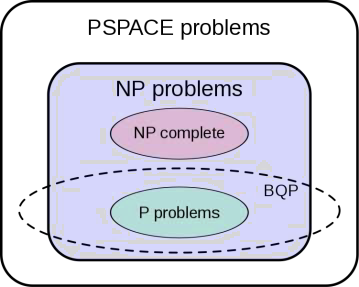 PSPACE problems
NP problems
NP complete
BQP
P problems